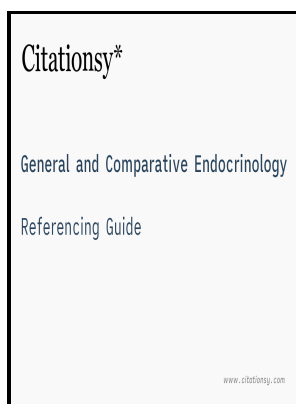 Citationsy*
General and Comparative Endocrinology
Referencing Guide
www.citationsy.com